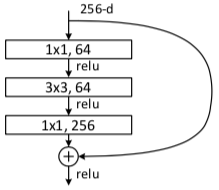 256-d
1x1, 64
relu
3x3, 64
relu
1x1, 256
+
relu